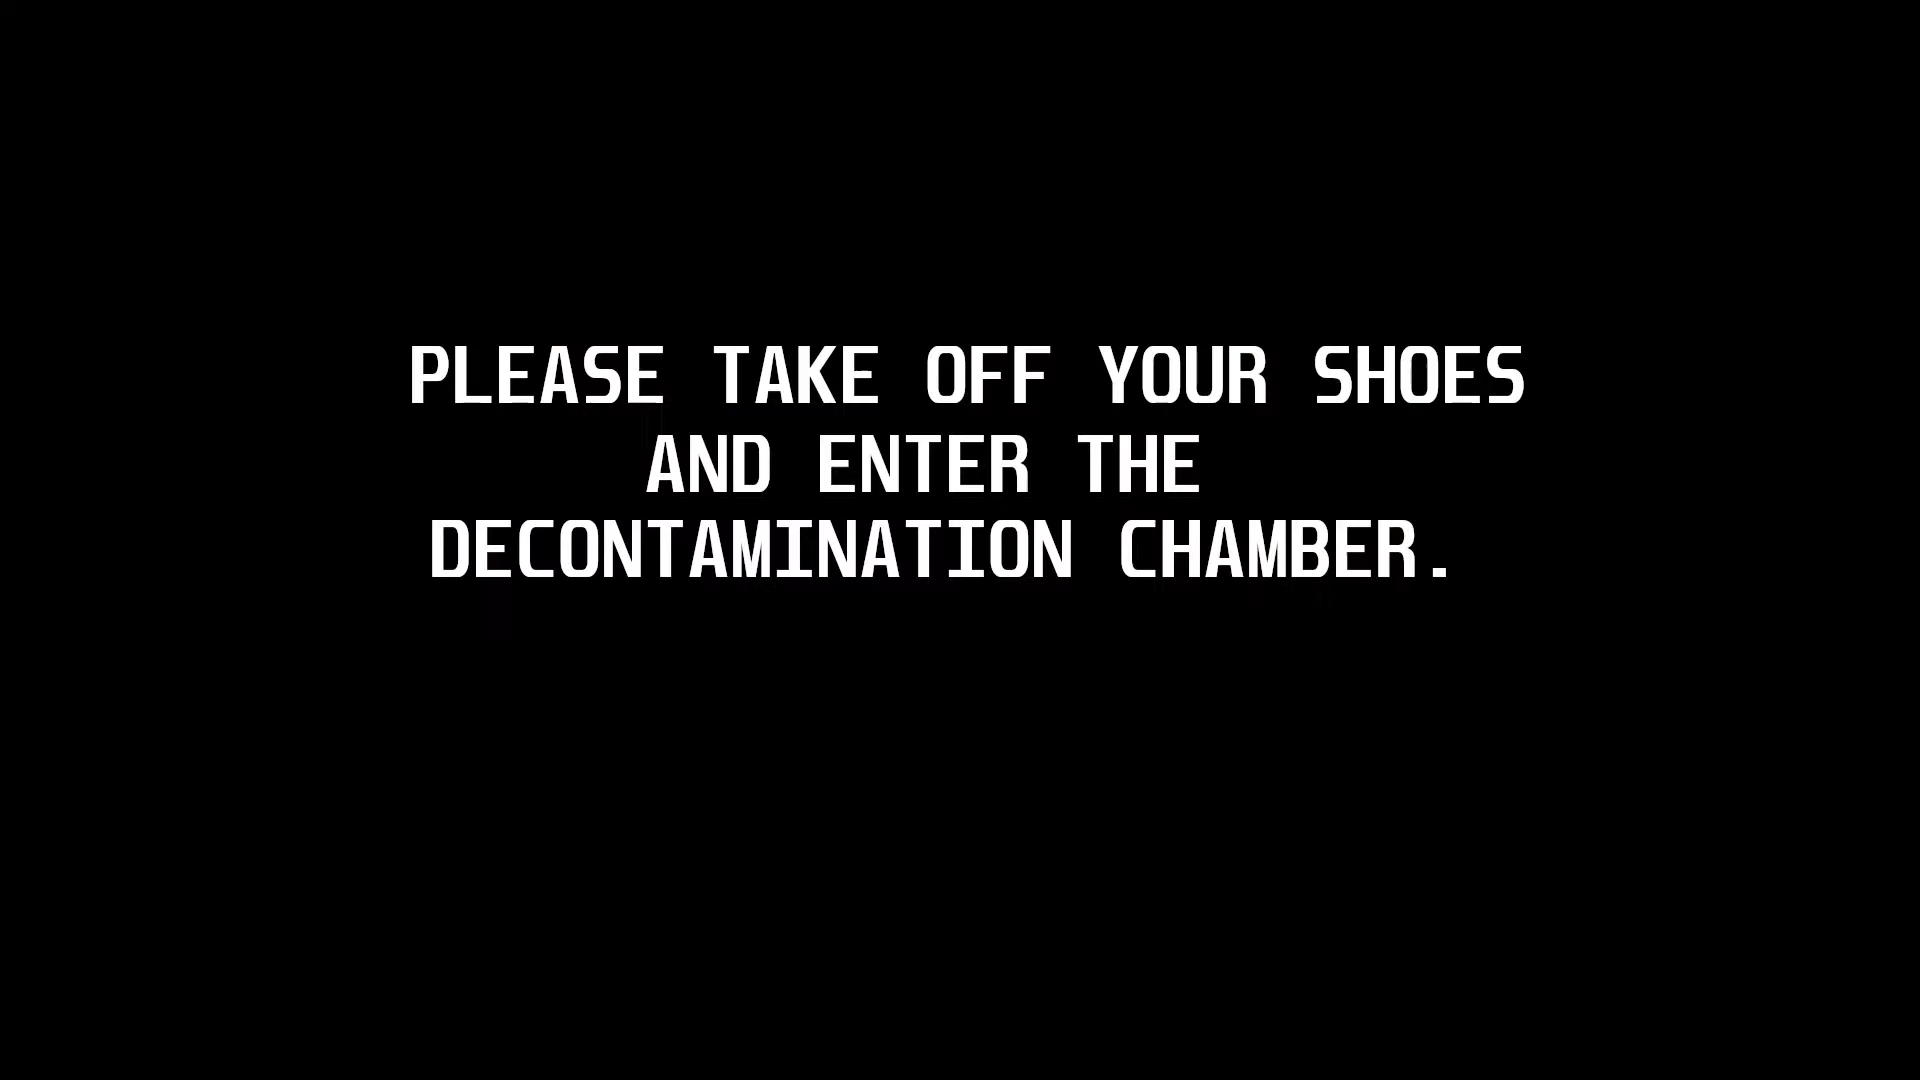 PLEASE TAKE OFF YOUR SHOES
AND ENTER THE
DECONTAMINATION CHAMBER.